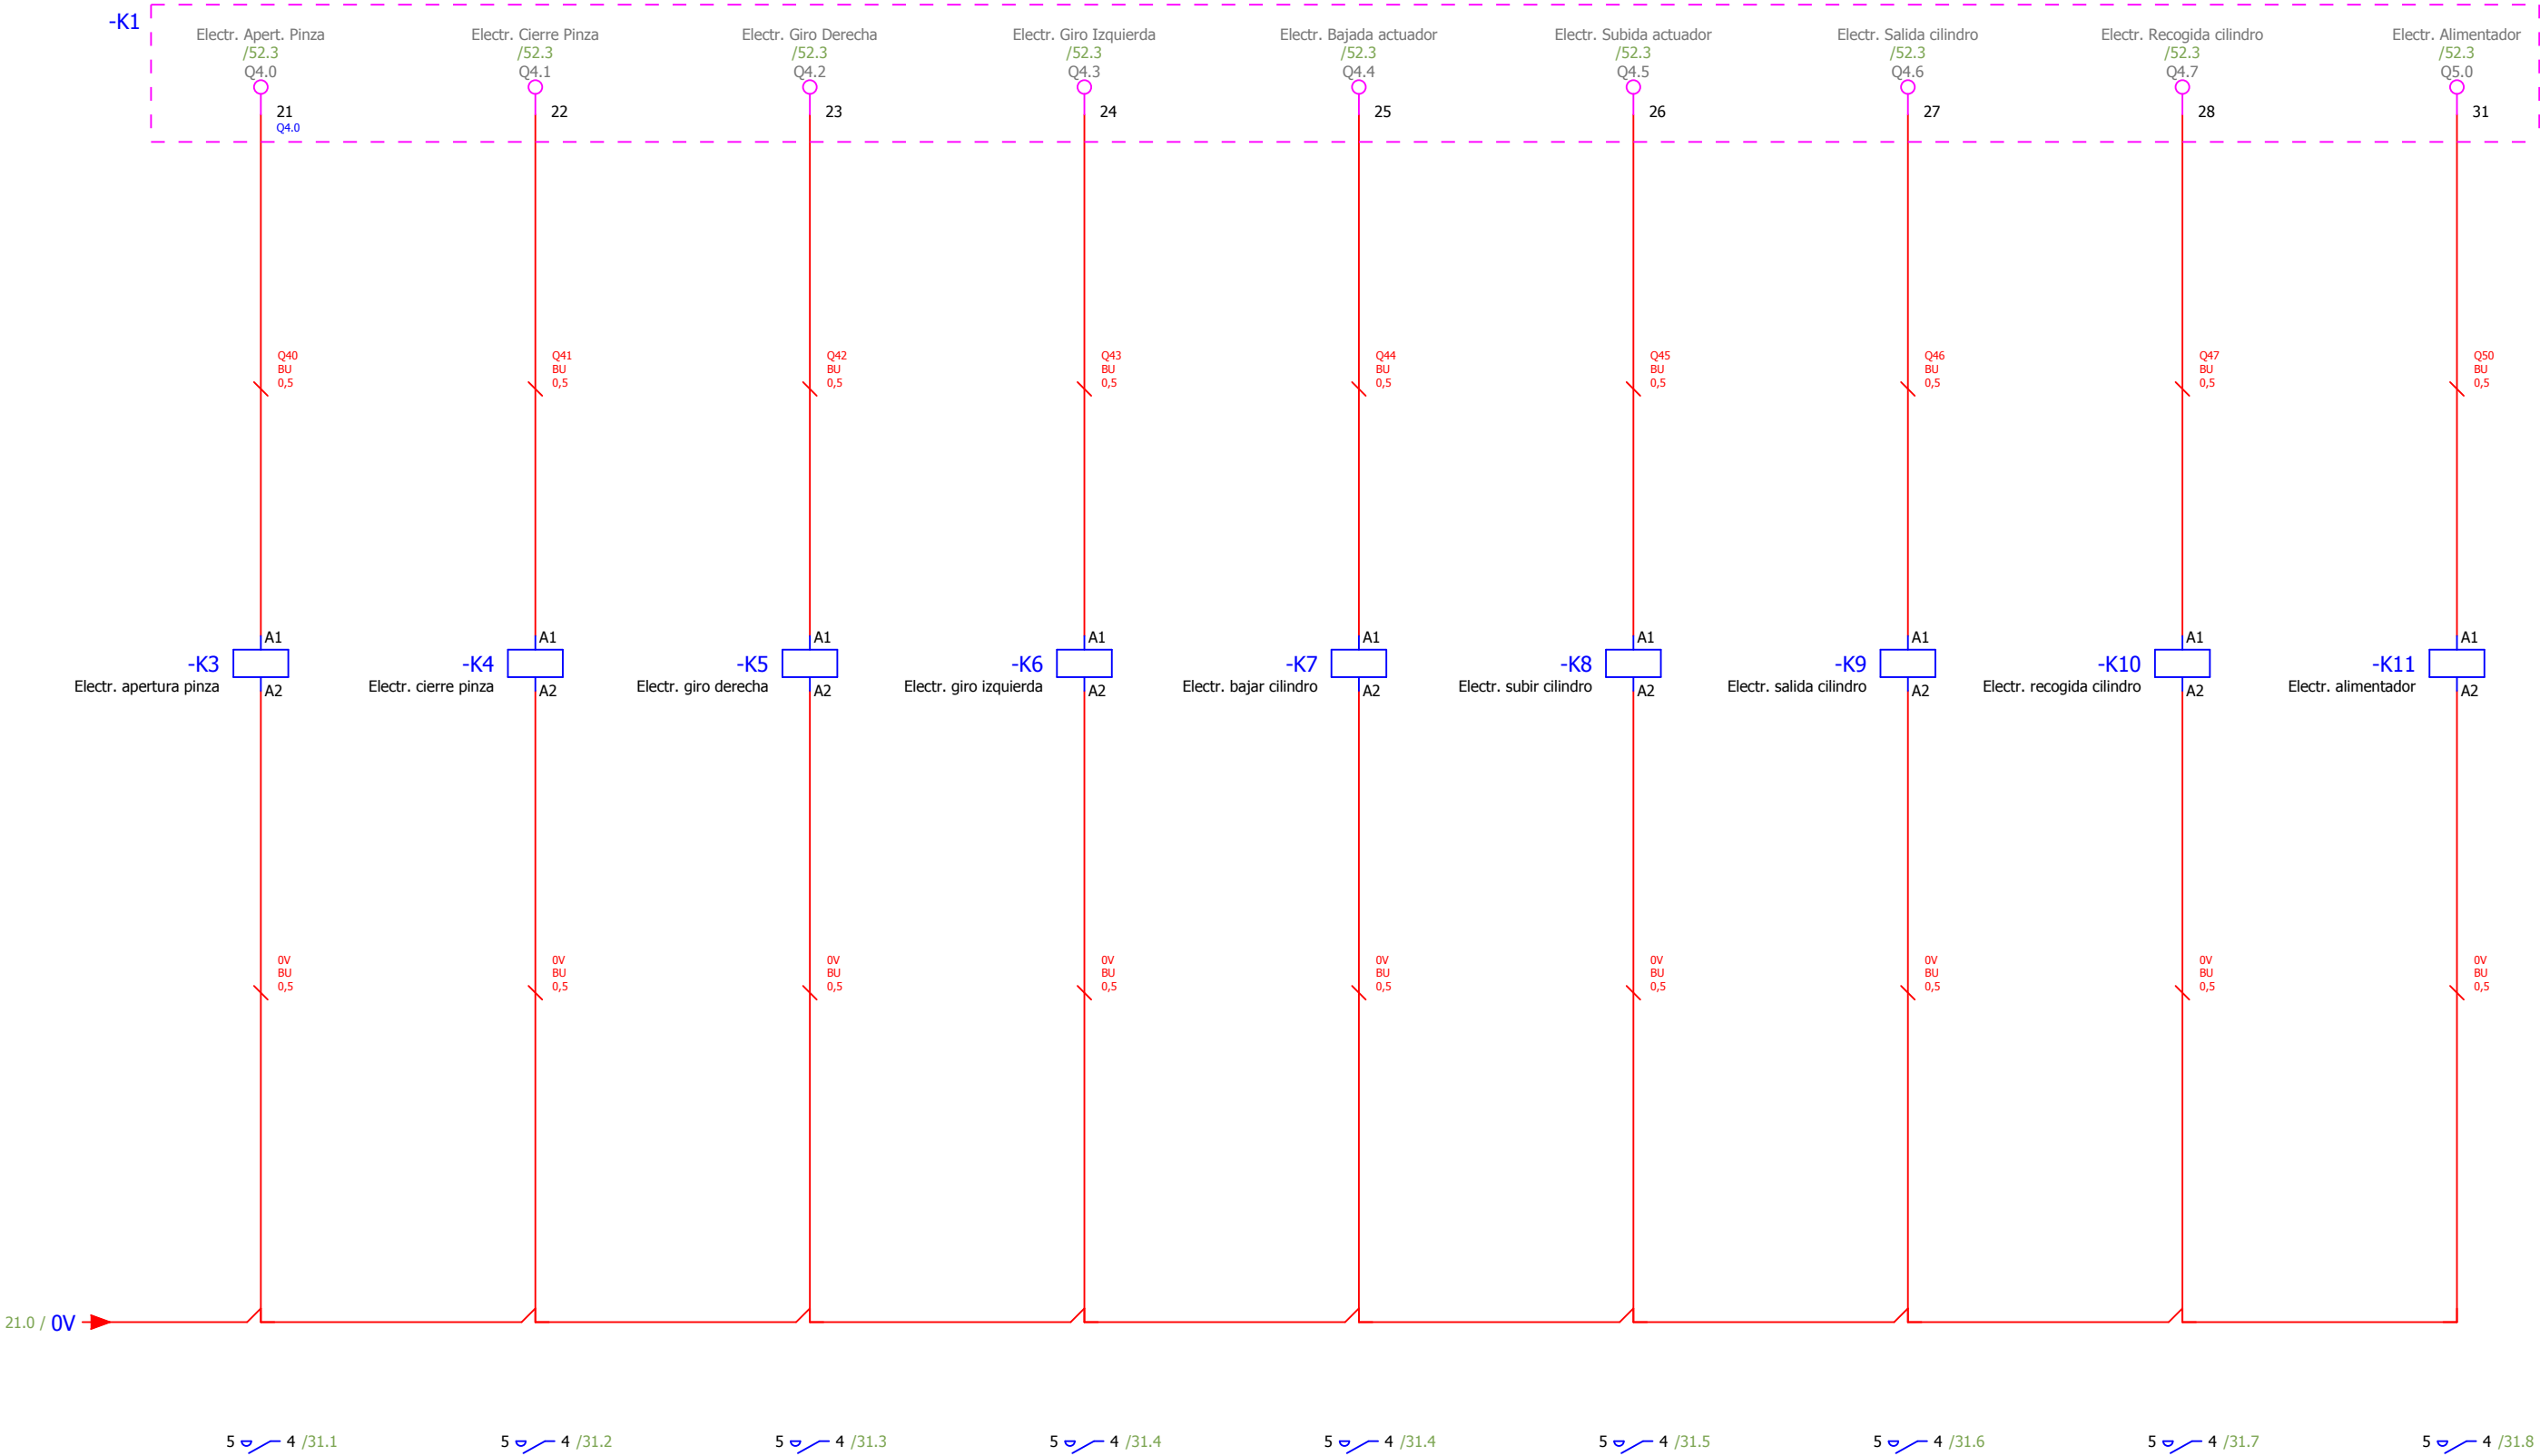 -K1
Electr. Apert. Pinza Electr. Cierre Pinza Electr. Giro Derecha Electr. Giro Izquierda Electr. Bajada actuador Electr. Subida actuador Electr. Salida cilindro Electr. Recogida cilindro Electr. Alimentador
/52.3 /52.3 /52.3 /52.3 /52.3 /52.3 /52.3 /52.3 /52.3
Q4.0 Q4.1 Q4.2 Q4.3 Q4.4 Q4.5 Q4.6 Q4.7 Q5.0
21 22 23 24 25 26 27 28 31
Q4.0
Q40 Q41 Q42 Q43 Q44 Q45 Q46 Q47 Q50
BU BU BU BU BU BU BU BU BU
0,5 0,5 0,5 0,5 0,5 0,5 0,5 0,5 0,5
A1 A1 A1 A1 A1 A1 A1 A1 A1
-K3 -K4 -K5 -K6 -K7 -K8 -K9 -K10 -K11
Electr. apertura pinza A2 Electr. cierre pinza A2 Electr. giro derecha A2 Electr. giro izquierda A2 Electr. bajar cilindro A2 Electr. subir cilindro A2 Electr. salida cilindro A2 Electr. recogida cilindro A2 Electr. alimentador A2
0V 0V 0V 0V 0V 0V 0V 0V 0V
BU BU BU BU BU BU BU BU BU
0,5 0,5 0,5 0,5 0,5 0,5 0,5 0,5 0,5
21.0 / 0V
5 4 /31.1 5 4 /31.2 5 4 /31.3 5 4 /31.4 5 4 /31.4 5 4 /31.5 5 4 /31.6 5 4 /31.7 5 4 /31.8